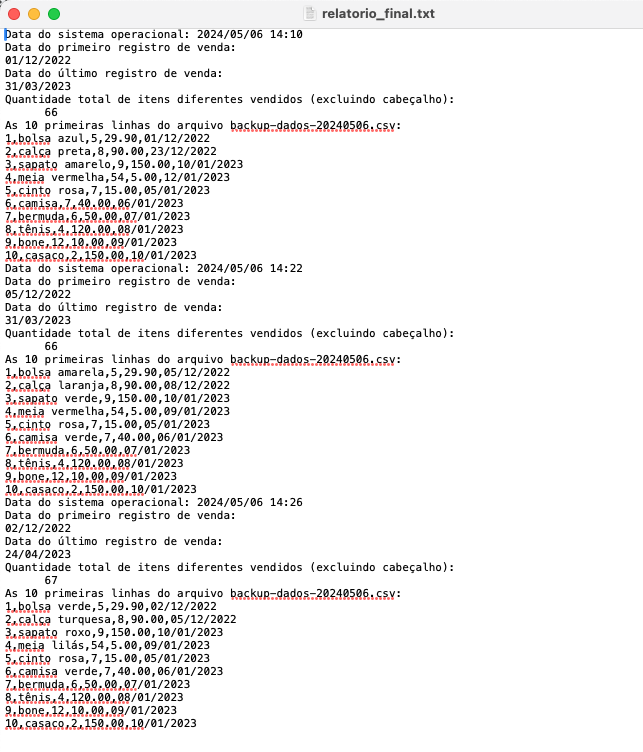 relatorio_final.txt
Data do sistema operacional: 2024/05/06 14:10
Data do primeiro registro de venda:
01/12/2022
Data do último registro de venda:
31/03/2023
Quantidade total de itens diferentes vendidos (excluindo cabeçalho):
66
As 10 primeiras linhas do arquivo backup-dados-20240506.csv:
1,bolsa azul,5,29.90,01/12/2022
2,calça preta,8,90.00,23/12/2022
3,sapato amarelo,9,150.00,10/01/2023
4,meia vermelha,54,5.00,12/01/2023
5,cinto rosa,7,15.00,05/01/2023
6,camisa,7,40.00,06/01/2023
7,bermuda,6,50.00,07/01/2023
8,tênis,4,120.00,08/01/2023
9,bone,12,10.00,09/01/2023
10,casaco,2,150.00,10/01/2023
Data do sistema operacional: 2024/05/06 14:22
Data do primeiro registro de venda:
05/12/2022
Data do último registro de venda:
31/03/2023
Quantidade total de itens diferentes vendidos (excluindo cabeçalho):
66
As 10 primeiras linhas do arquivo backup-dados-20240506.csv:
1,bolsa amarela,5,29.90,05/12/2022
2,calça laranja,8,90.00,08/12/2022
3,sapato verde,9,150.00,10/01/2023
4,meia vermelha,54,5.00,09/01/2023
5,cinto rosa,7,15.00,05/01/2023
6,camisa verde,7,40.00,06/01/2023
7,bermuda,6,50.00,07/01/2023
8,tênis,4,120.00,08/01/2023
9,bone,12,10.00,09/01/2023
10,casaco,2,150.00,10/01/2023
Data do sistema operacional: 2024/05/06 14:26
Data do primeiro registro de venda:
02/12/2022
Data do último registro de venda:
24/04/2023
Quantidade total de itens diferentes vendidos (excluindo cabeçalho):
67
As 10 primeiras linhas do arquivo backup-dados-20240506.csv:
1,bolsa verde,5,29.90,02/12/2022
2,calça turquesa,8,90.00,05/12/2022
3,sapato roxo,9,150.00,10/01/2023
4,meia lilás,54,5.00,09/01/2023
5,cinto rosa,7,15.00,05/01/2023
6,camisa verde,7,40.00,06/01/2023
7,bermuda,6,50.00,07/01/2023
8,tênis,4,120.00,08/01/2023
9,bone,12,10.00,09/01/2023
10,casaco,2,150.00,10/01/2023